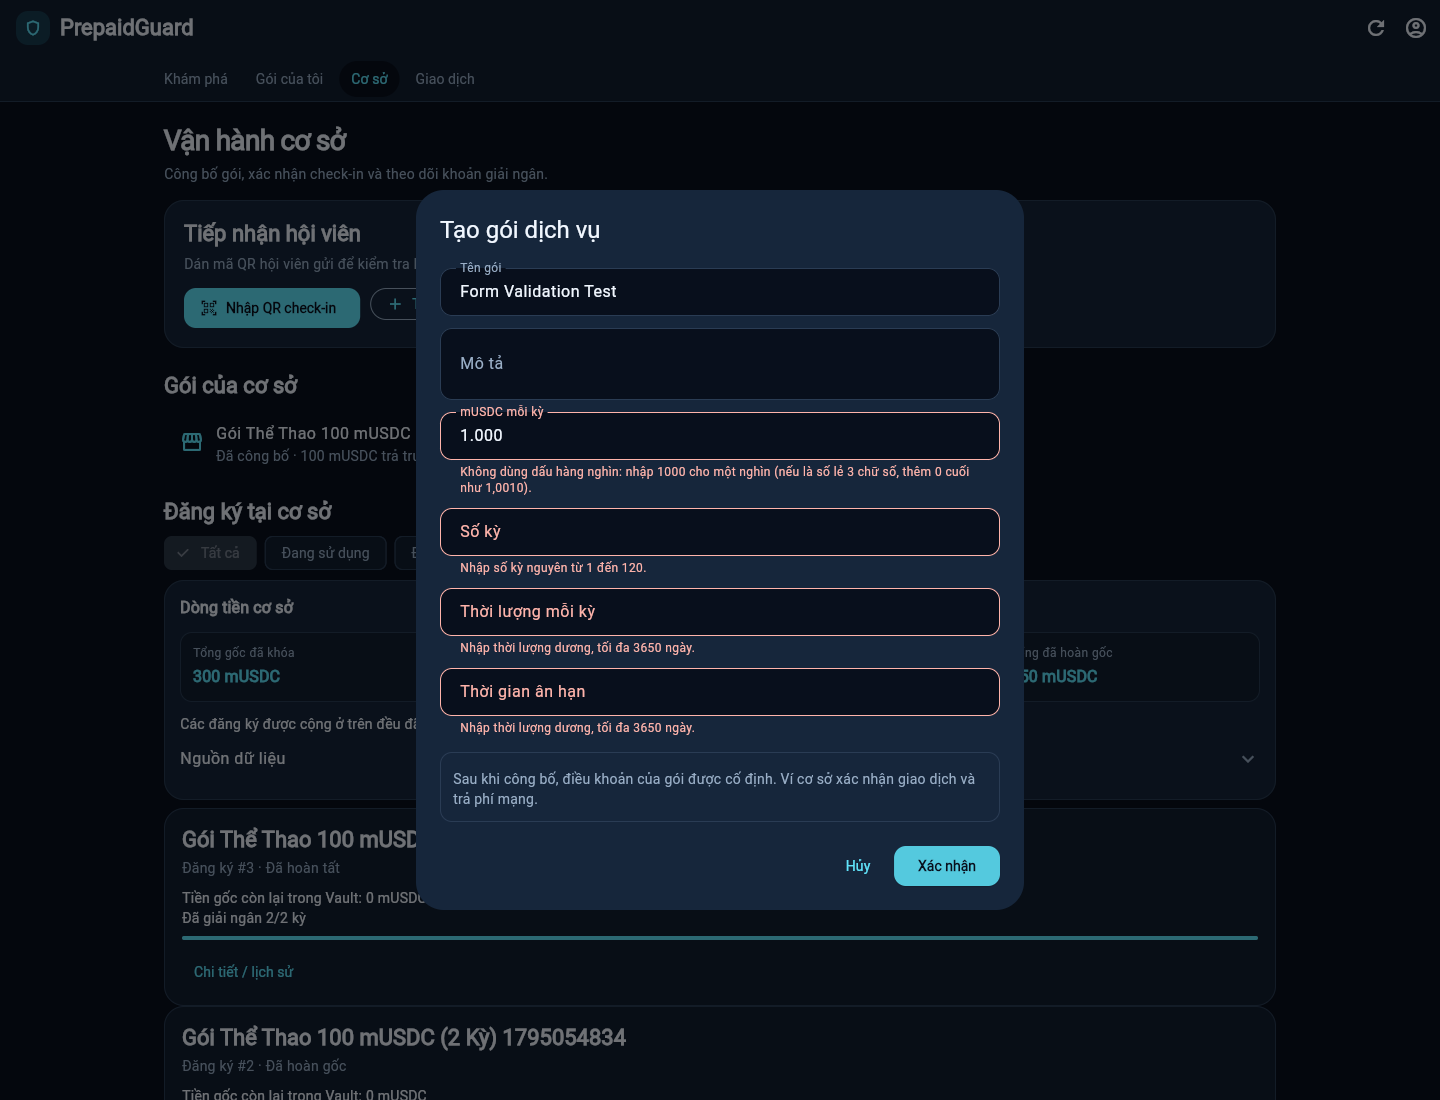 PrepaidGuard
Khám phá
Gói của tôi
Cơ sở
Giao dịch
Vận hành cơ sở
Công bố gói, xác nhận check-in và theo dõi khoản giải ngân.
Tiếp nhận hội viên
Dán mã QR hội viên gửi để kiểm tra
Nhập QR check-in
Gói của cơ sở
Gói Thể Thao 100 mUSDC
Đã công bố · 100 mUSDC trả
Đăng ký tại cơ sở
Tất cả
Đang sử dụng
Dòng tiền cơ sở
Tổng gốc đã khóa
300 mUSDC
đã hoàn gốc
50 mUSDC
Các đăng ký được cộng ở trên đều
Nguồn dữ liệu
Gói Thể Thao 100
Đăng ký #3 · Đã hoàn tất
Tiền gốc còn lại trong Vault: 0 mUSDC
Đã giải ngân 2/2 kỳ
Chi tiết / lịch sử
Gói Thể Thao 100 mUSDC (2 Kỳ) 1795054834
Đăng ký #2 · Đã hoàn gốc
Tiền gốc còn lại trong Vault: 0 mUSDC
Tạo gói dịch vụ
Tên gói
Form Validation Test
Mô tả
mUSDC mỗi kỳ
1.000
Không dùng dấu hàng nghìn: nhập 1000 cho một nghìn (nếu là số lẻ 3 chữ số, thêm 0 cuối
như 1,0010).
Số kỳ
Nhập số kỳ nguyên từ 1 đến 120.
Thời lượng mỗi kỳ
Nhập thời lượng dương, tối đa 3650 ngày.
Thời gian ân hạn
Nhập thời lượng dương, tối đa 3650 ngày.
Sau khi công bố, điều khoản của gói được cố định. Ví cơ sở xác nhận giao dịch và
trả phí mạng.
Hủy
Xác nhận